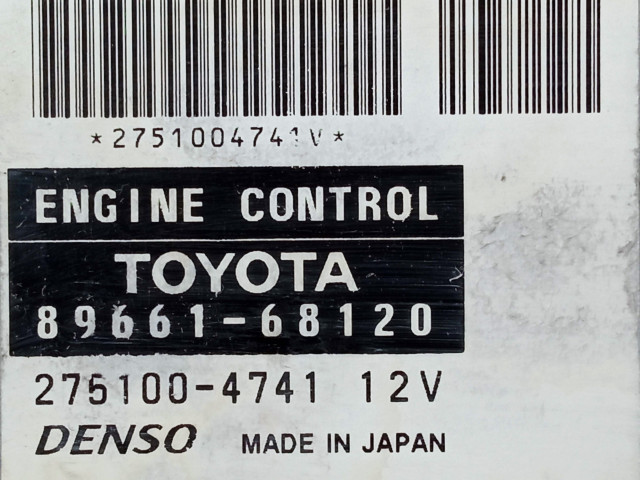 *2751004741V*
ENGINE CONTROL
TOYOTA
89661-68120
275100-4741 12V
DENSO MADE IN JAPAN